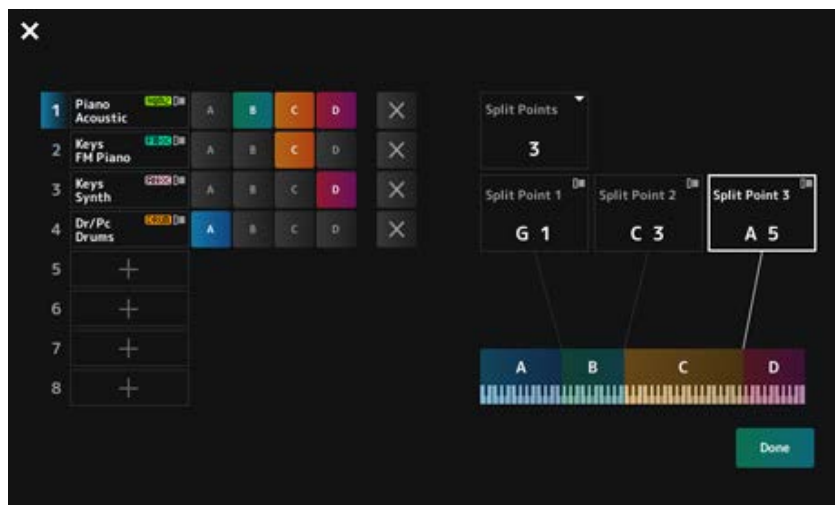 1 Piano Acoustic A B C D
2 Keys FM Piano A B C D
3 Keys Synth A B C D
4 Dr/Pc Drums A B C D
5
6
7
8
Split Points
3
Split Point 1 Split Point 2 Split Point 3
G 1 C 3 A 5
A B C D
Done